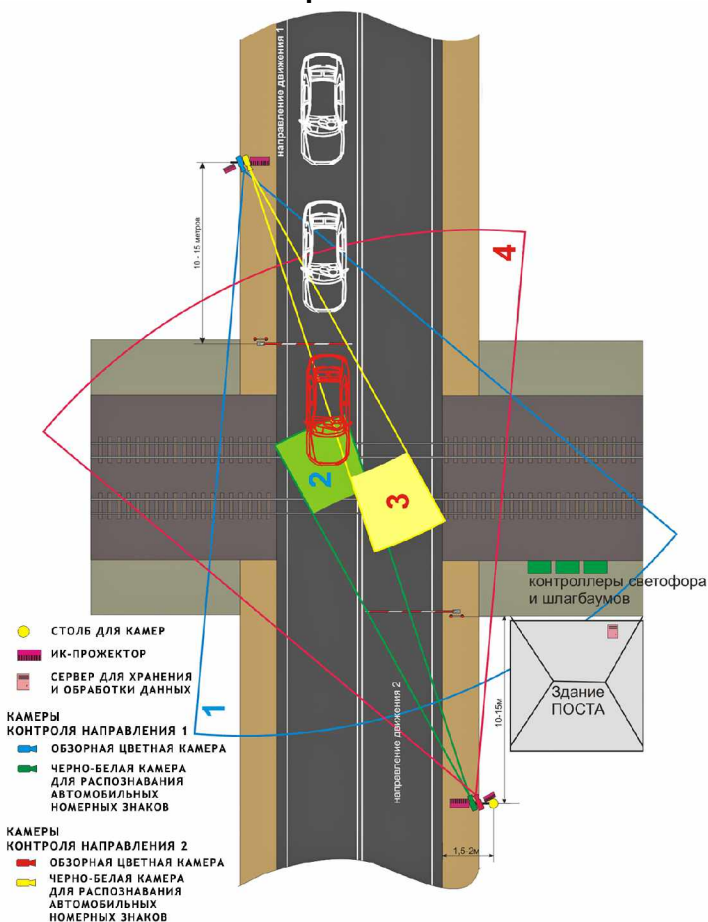 направление движения 1
10 - 15 метров
4
2
3
контроллеры светофора
и шлагбаумов
1
Здание
ПОСТА
направление движения 2
10-15м
1,5-2м
СТОЛБ ДЛЯ КАМЕР
ИК-ПРОЖЕКТОР
СЕРВЕР ДЛЯ ХРАНЕНИЯ
И ОБРАБОТКИ ДАННЫХ
КАМЕРЫ
КОНТРОЛЯ НАПРАВЛЕНИЯ 1
ОБЗОРНАЯ ЦВЕТНАЯ КАМЕРА
ЧЕРНО-БЕЛАЯ КАМЕРА
ДЛЯ РАСПОЗНАВАНИЯ
АВТОМОБИЛЬНЫХ
НОМЕРНЫХ ЗНАКОВ
КАМЕРЫ
КОНТРОЛЯ НАПРАВЛЕНИЯ 2
ОБЗОРНАЯ ЦВЕТНАЯ КАМЕРА
ЧЕРНО-БЕЛАЯ КАМЕРА
ДЛЯ РАСПОЗНАВАНИЯ
АВТОМОБИЛЬНЫХ
НОМЕРНЫХ ЗНАКОВ